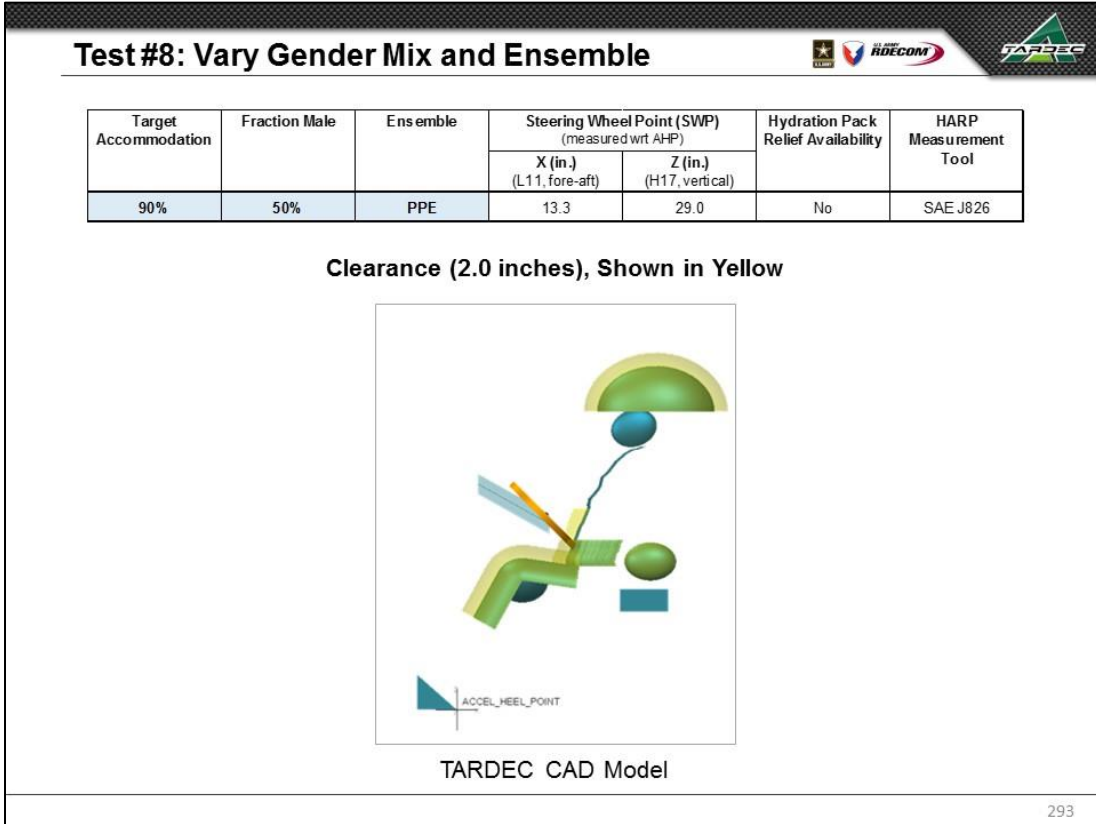 Test #8: Vary Gender Mix and Ensemble
U.S. ARMY
U.S. ARMY
RDECOM
TARDEC
Target Accommodation
Fraction Male
Ensemble
Steering Wheel Point (SWP)
(measured wrt AHP)
Hydration Pack Relief Availability
HARP Measurement Tool
X (in.)
(L11, fore-aft)
Z (in.)
(H17, vertical)
90%
50%
PPE
13.3
29.0
No
SAE J826
Clearance (2.0 inches), Shown in Yellow
ACCEL_HEEL_POINT
TARDEC CAD Model
293